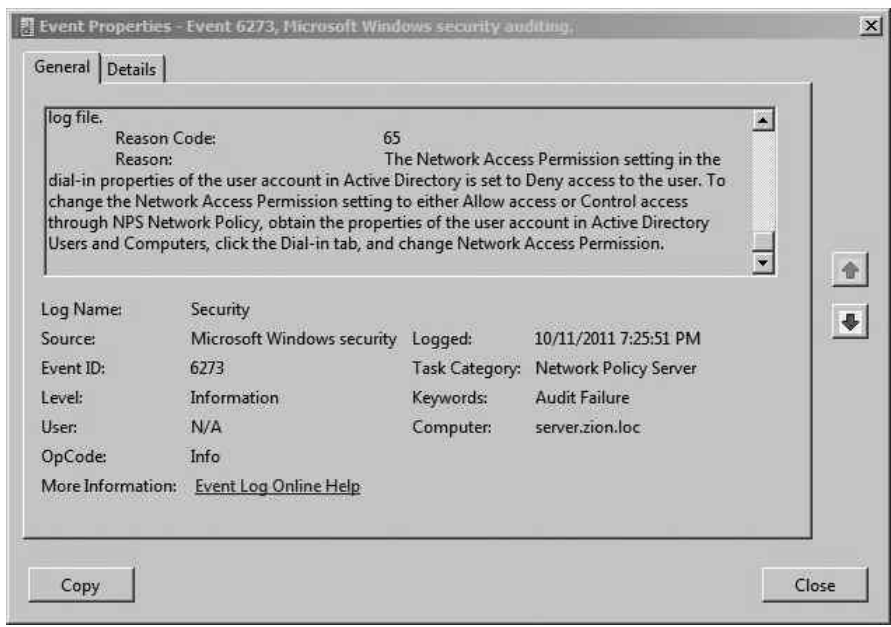 Event Properties - Event 6273, Microsoft Windows security auditing.
General Details
log file.
Reason Code: 65
Reason: The Network Access Permission setting in the
dial-in properties of the user account in Active Directory is set to Deny access to the user. To
change the Network Access Permission setting to either Allow access or Control access
through NPS Network Policy, obtain the properties of the user account in Active Directory
Users and Computers, click the Dial-in tab, and change Network Access Permission.
Log Name: Security
Source: Microsoft Windows security Logged: 10/11/2011 7:25:51 PM
Event ID: 6273 Task Category: Network Policy Server
Level: Information Keywords: Audit Failure
User: N/A Computer: server.zion.loc
OpCode: Info
More Information: Event Log Online Help
Copy Close